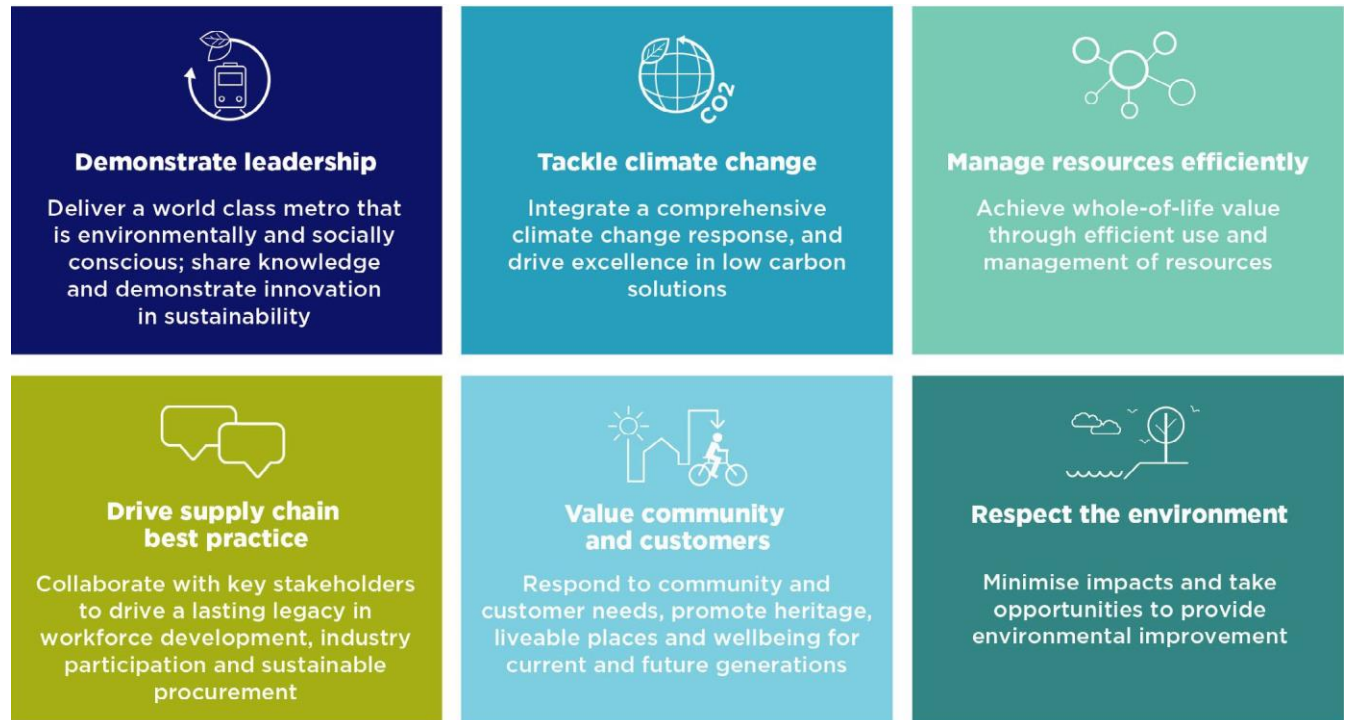 CO2
Demonstrate leadership
Deliver a world class metro that
is environmentally and socially
conscious; share knowledge
and demonstrate innovation
in sustainability
Tackle climate change
Integrate a comprehensive
climate change response, and
drive excellence in low carbon
solutions
Manage resources efficiently
Achieve whole-of-life value
through efficient use and
management of resources
Drive supply chain
best practice
Collaborate with key stakeholders
to drive a lasting legacy in
workforce development, industry
participation and sustainable
procurement
Value community
and customers
Respond to community and
customer needs, promote heritage,
liveable places and wellbeing for
current and future generations
Respect the environment
Minimise impacts and take
opportunities to provide
environmental improvement